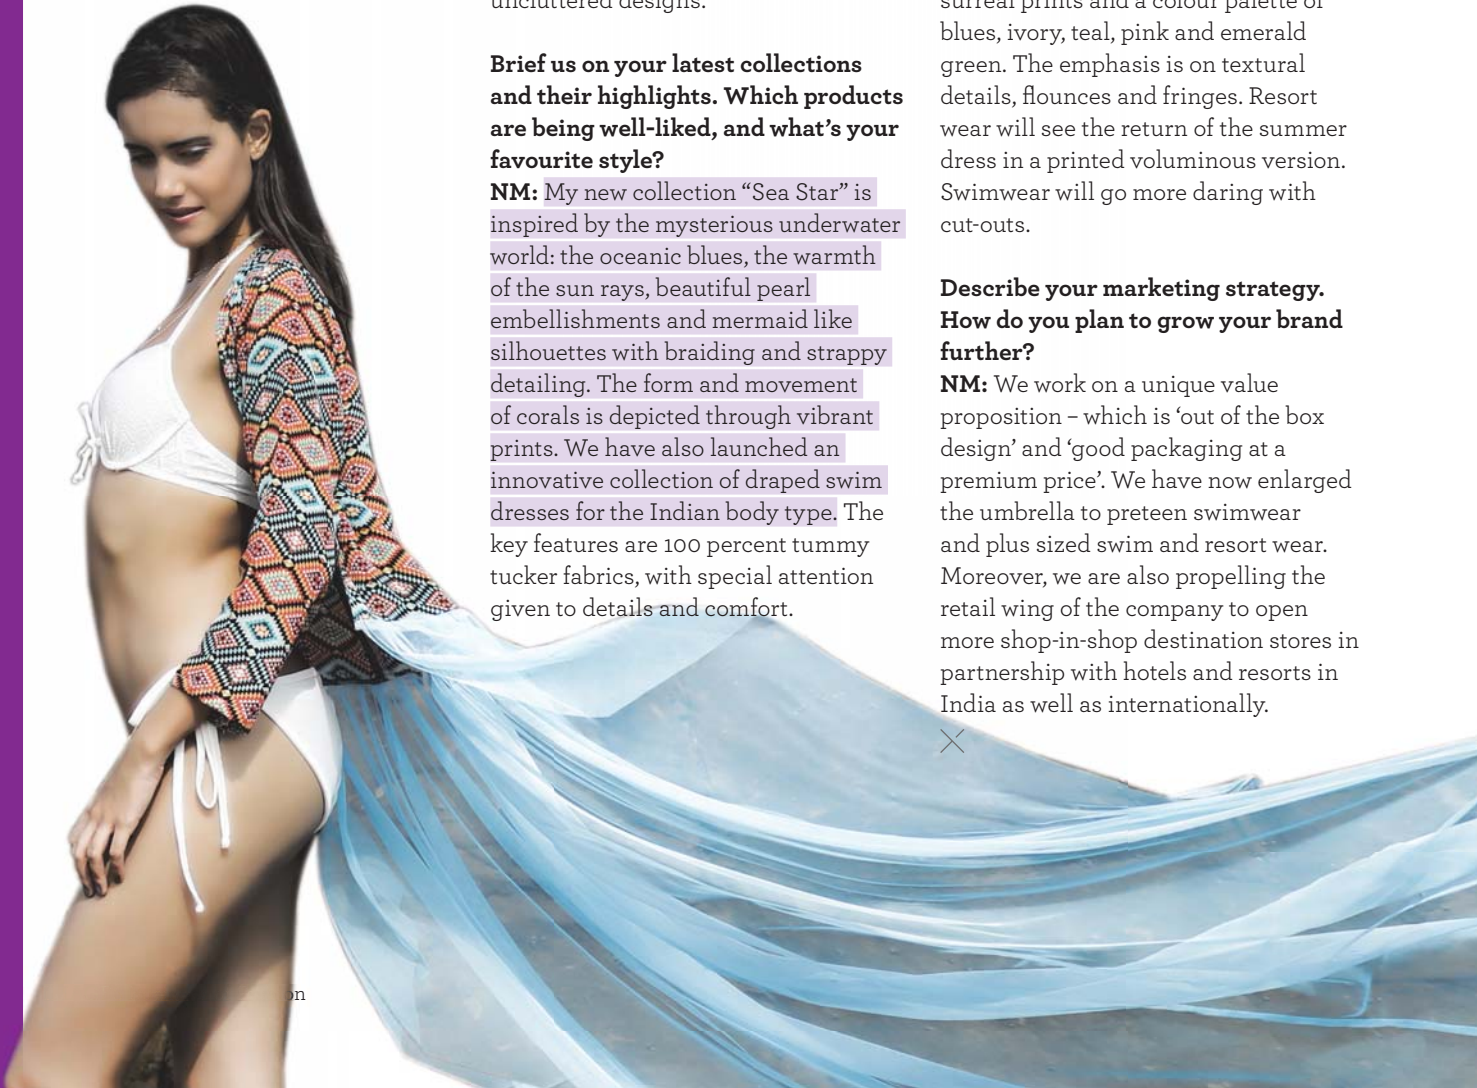 uncluttered designs.
Brief us on your latest collections
and their highlights. Which products
are being well-liked, and what’s your
favourite style?
NM: My new collection “Sea Star” is
inspired by the mysterious underwater
world: the oceanic blues, the warmth
of the sun rays, beautiful pearl
embellishments and mermaid like
silhouettes with braiding and strappy
detailing. The form and movement
of corals is depicted through vibrant
prints. We have also launched an
innovative collection of draped swim
dresses for the Indian body type. The
key features are 100 percent tummy
tucker fabrics, with special attention
given to details and comfort.
surreal prints and a colour palette of
blues, ivory, teal, pink and emerald
green. The emphasis is on textural
details, flounces and fringes. Resort
wear will see the return of the summer
dress in a printed voluminous version.
Swimwear will go more daring with
cut-outs.
Describe your marketing strategy.
How do you plan to grow your brand
further?
NM: We work on a unique value
proposition – which is ‘out of the box
design’ and ‘good packaging at a
premium price’. We have now enlarged
the umbrella to preteen swimwear
and plus sized swim and resort wear.
Moreover, we are also propelling the
retail wing of the company to open
more shop-in-shop destination stores in
partnership with hotels and resorts in
India as well as internationally.